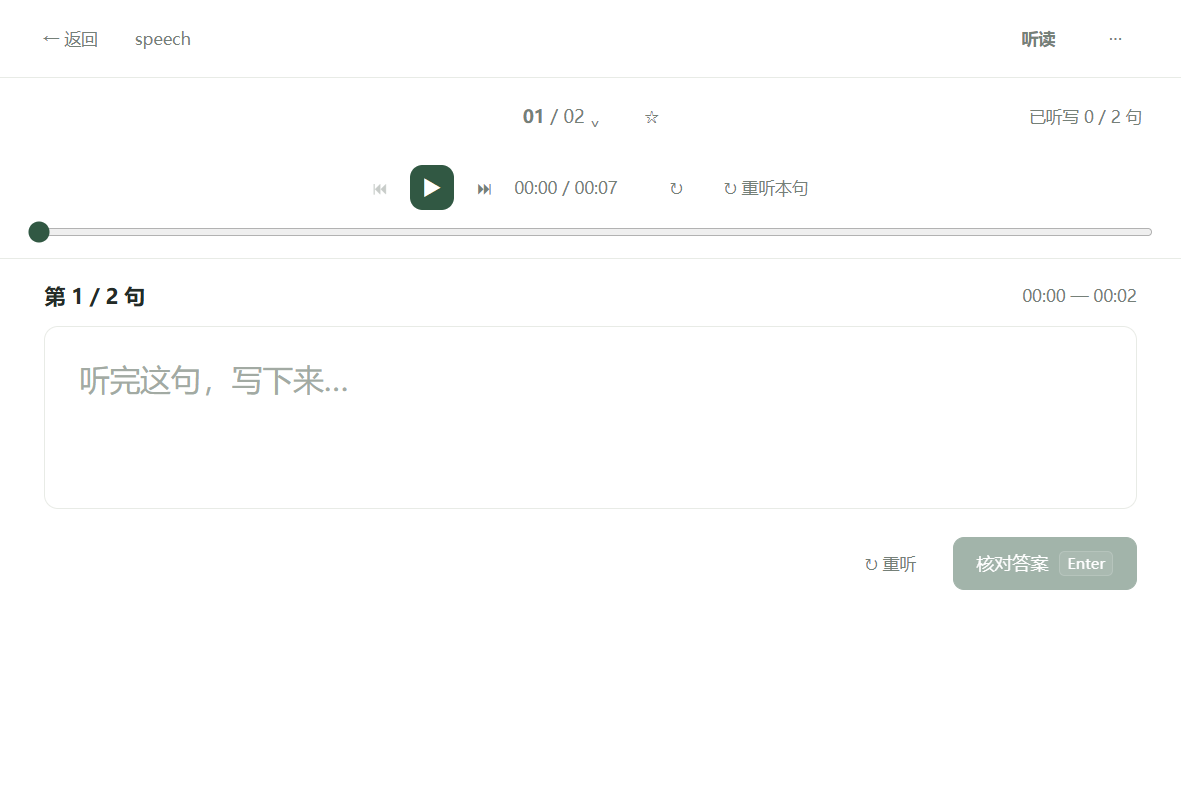 ← 返回 speech 听读 ···
01 / 02 ˅ ☆ 已听写 0 / 2 句
⏮ ▶ ⏭ 00:00 / 00:07 ↻ ↻ 重听本句
第 1 / 2 句 00:00 — 00:02
听完这句，写下来...
↻ 重听 核对答案 Enter